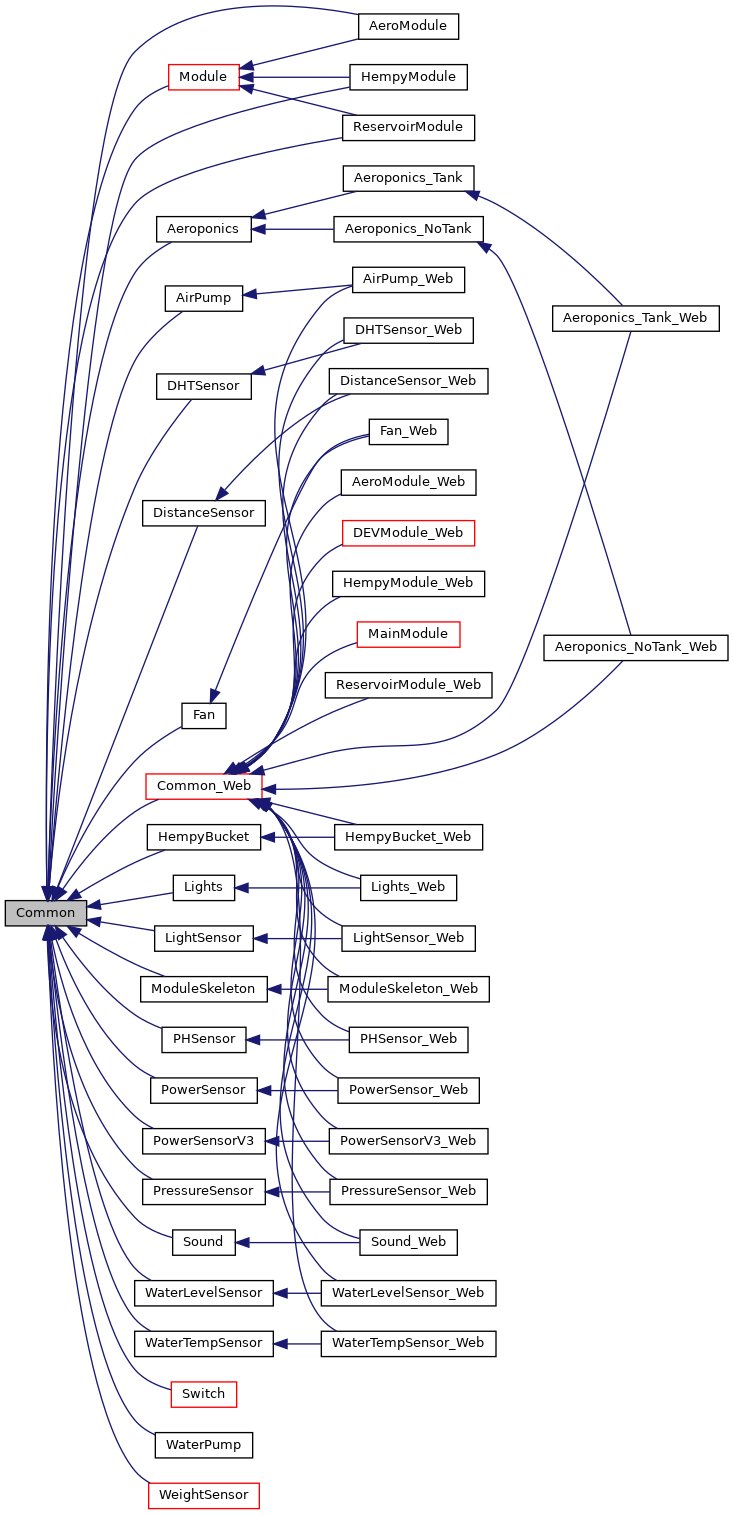 AeroModule
Module
HempyModule
ReservoirModule
Aeroponics_Tank
Aeroponics
Aeroponics_NoTank
AirPump_Web
AirPump
Aeroponics_Tank_Web
DHTSensor_Web
DHTSensor
DistanceSensor_Web
Fan_Web
AeroModule_Web
DistanceSensor
DEVModule_Web
HempyModule_Web
MainModule
Aeroponics_NoTank_Web
ReservoirModule_Web
Fan
Common_Web
HempyBucket
HempyBucket_Web
Lights
Lights_Web
Common
LightSensor
LightSensor_Web
ModuleSkeleton
ModuleSkeleton_Web
PHSensor
PHSensor_Web
PowerSensor
PowerSensor_Web
PowerSensorV3
PowerSensorV3_Web
PressureSensor
PressureSensor_Web
Sound
Sound_Web
WaterLevelSensor
WaterLevelSensor_Web
WaterTempSensor
WaterTempSensor_Web
Switch
WaterPump
WeightSensor